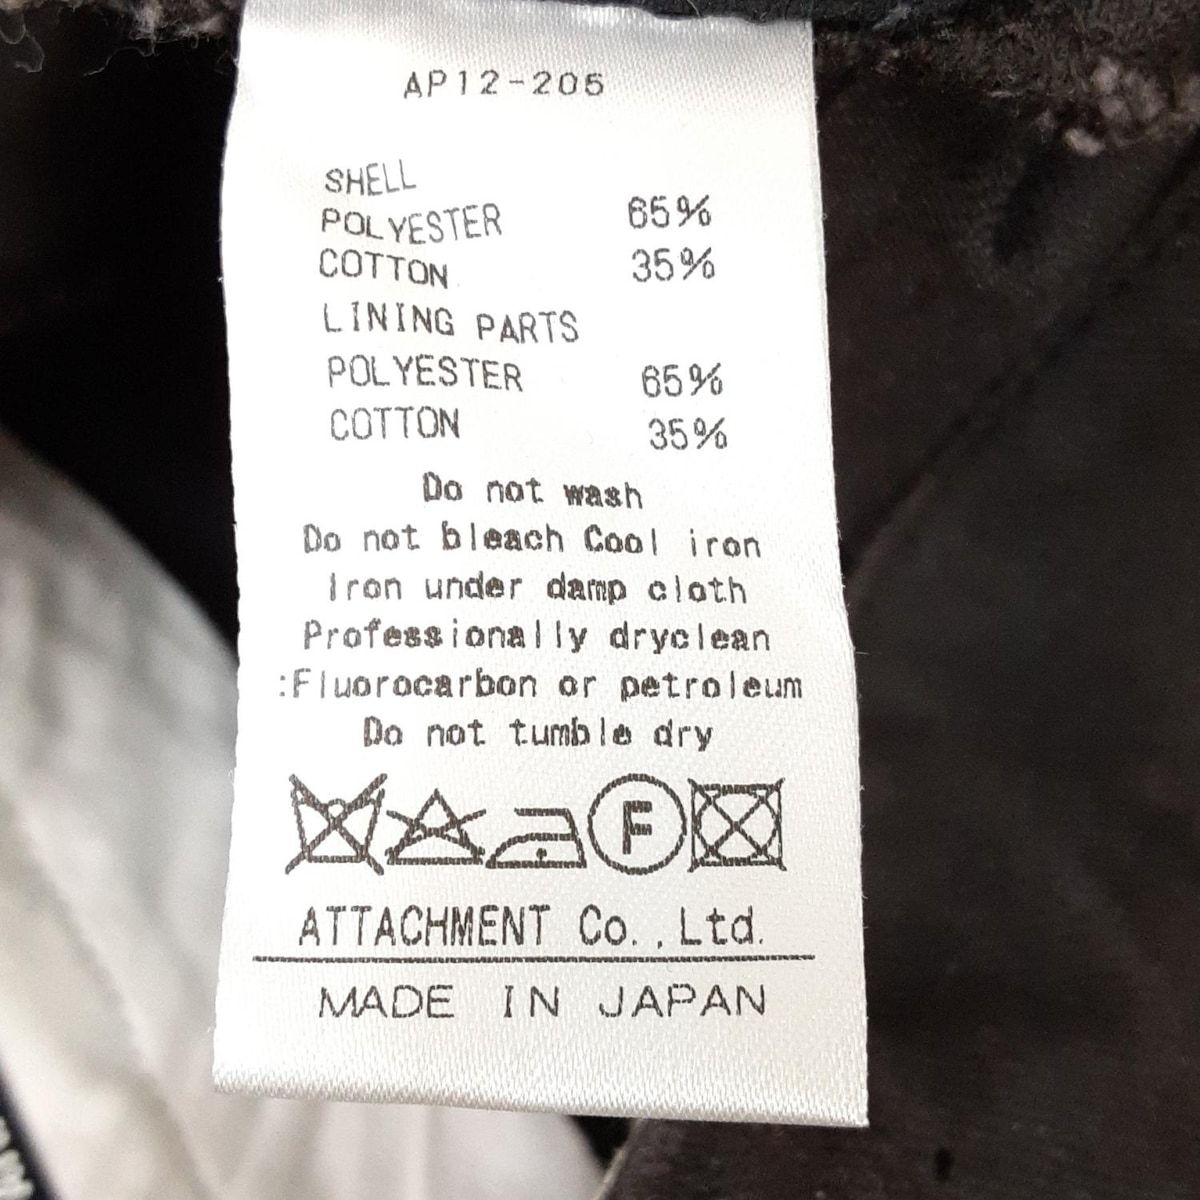 AP12-205
SHELL
POLYESTER 65%
COTTON 35%
LINING PARTS
POLYESTER 65%
COTTON 35%
Do not wash
Do not bleach Cool iron
Iron under damp cloth
Professionally dryclean
:Fluorocarbon or petroleum
Do not tumble dry
F
ATTACHMENT Co.,Ltd.
MADE IN JAPAN